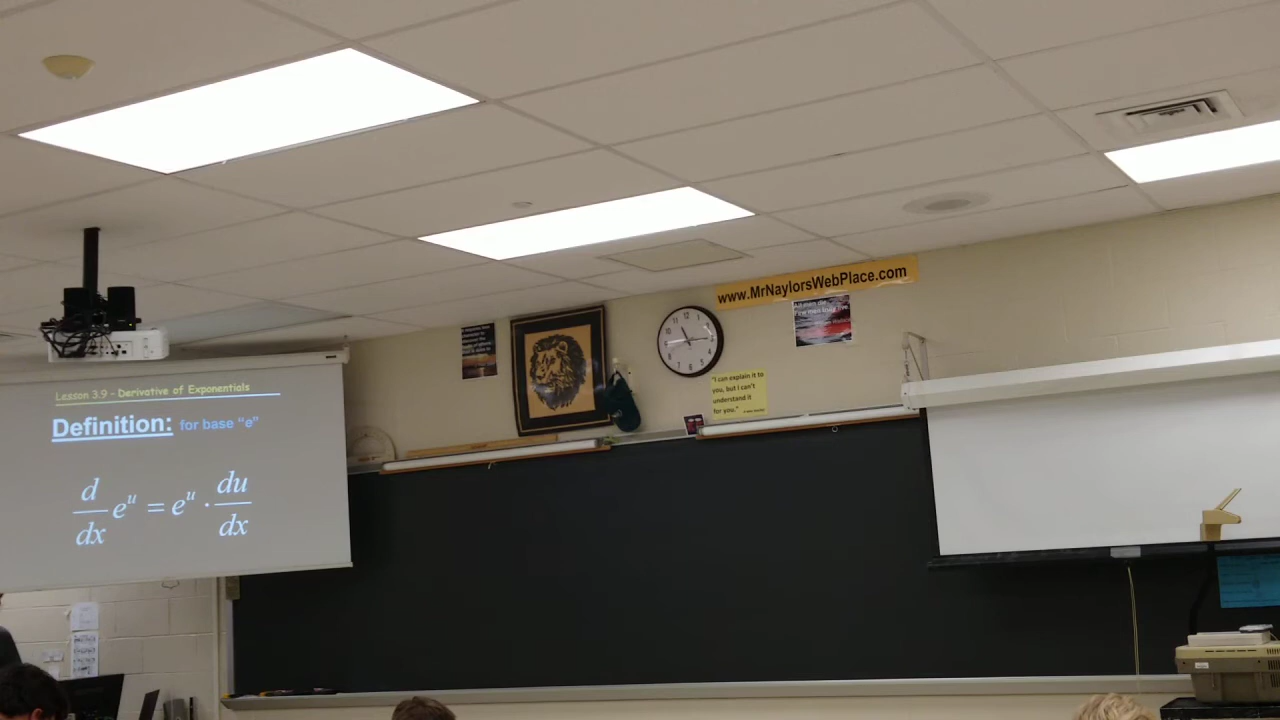 www.MrNaylorsWebPlace.com
"I can explain it to
you, but I can't
understand it
for you."
Lesson 3.9 - Derivative of Exponentials
Definition: for base "e"
d/dx e^u = e^u · du/dx